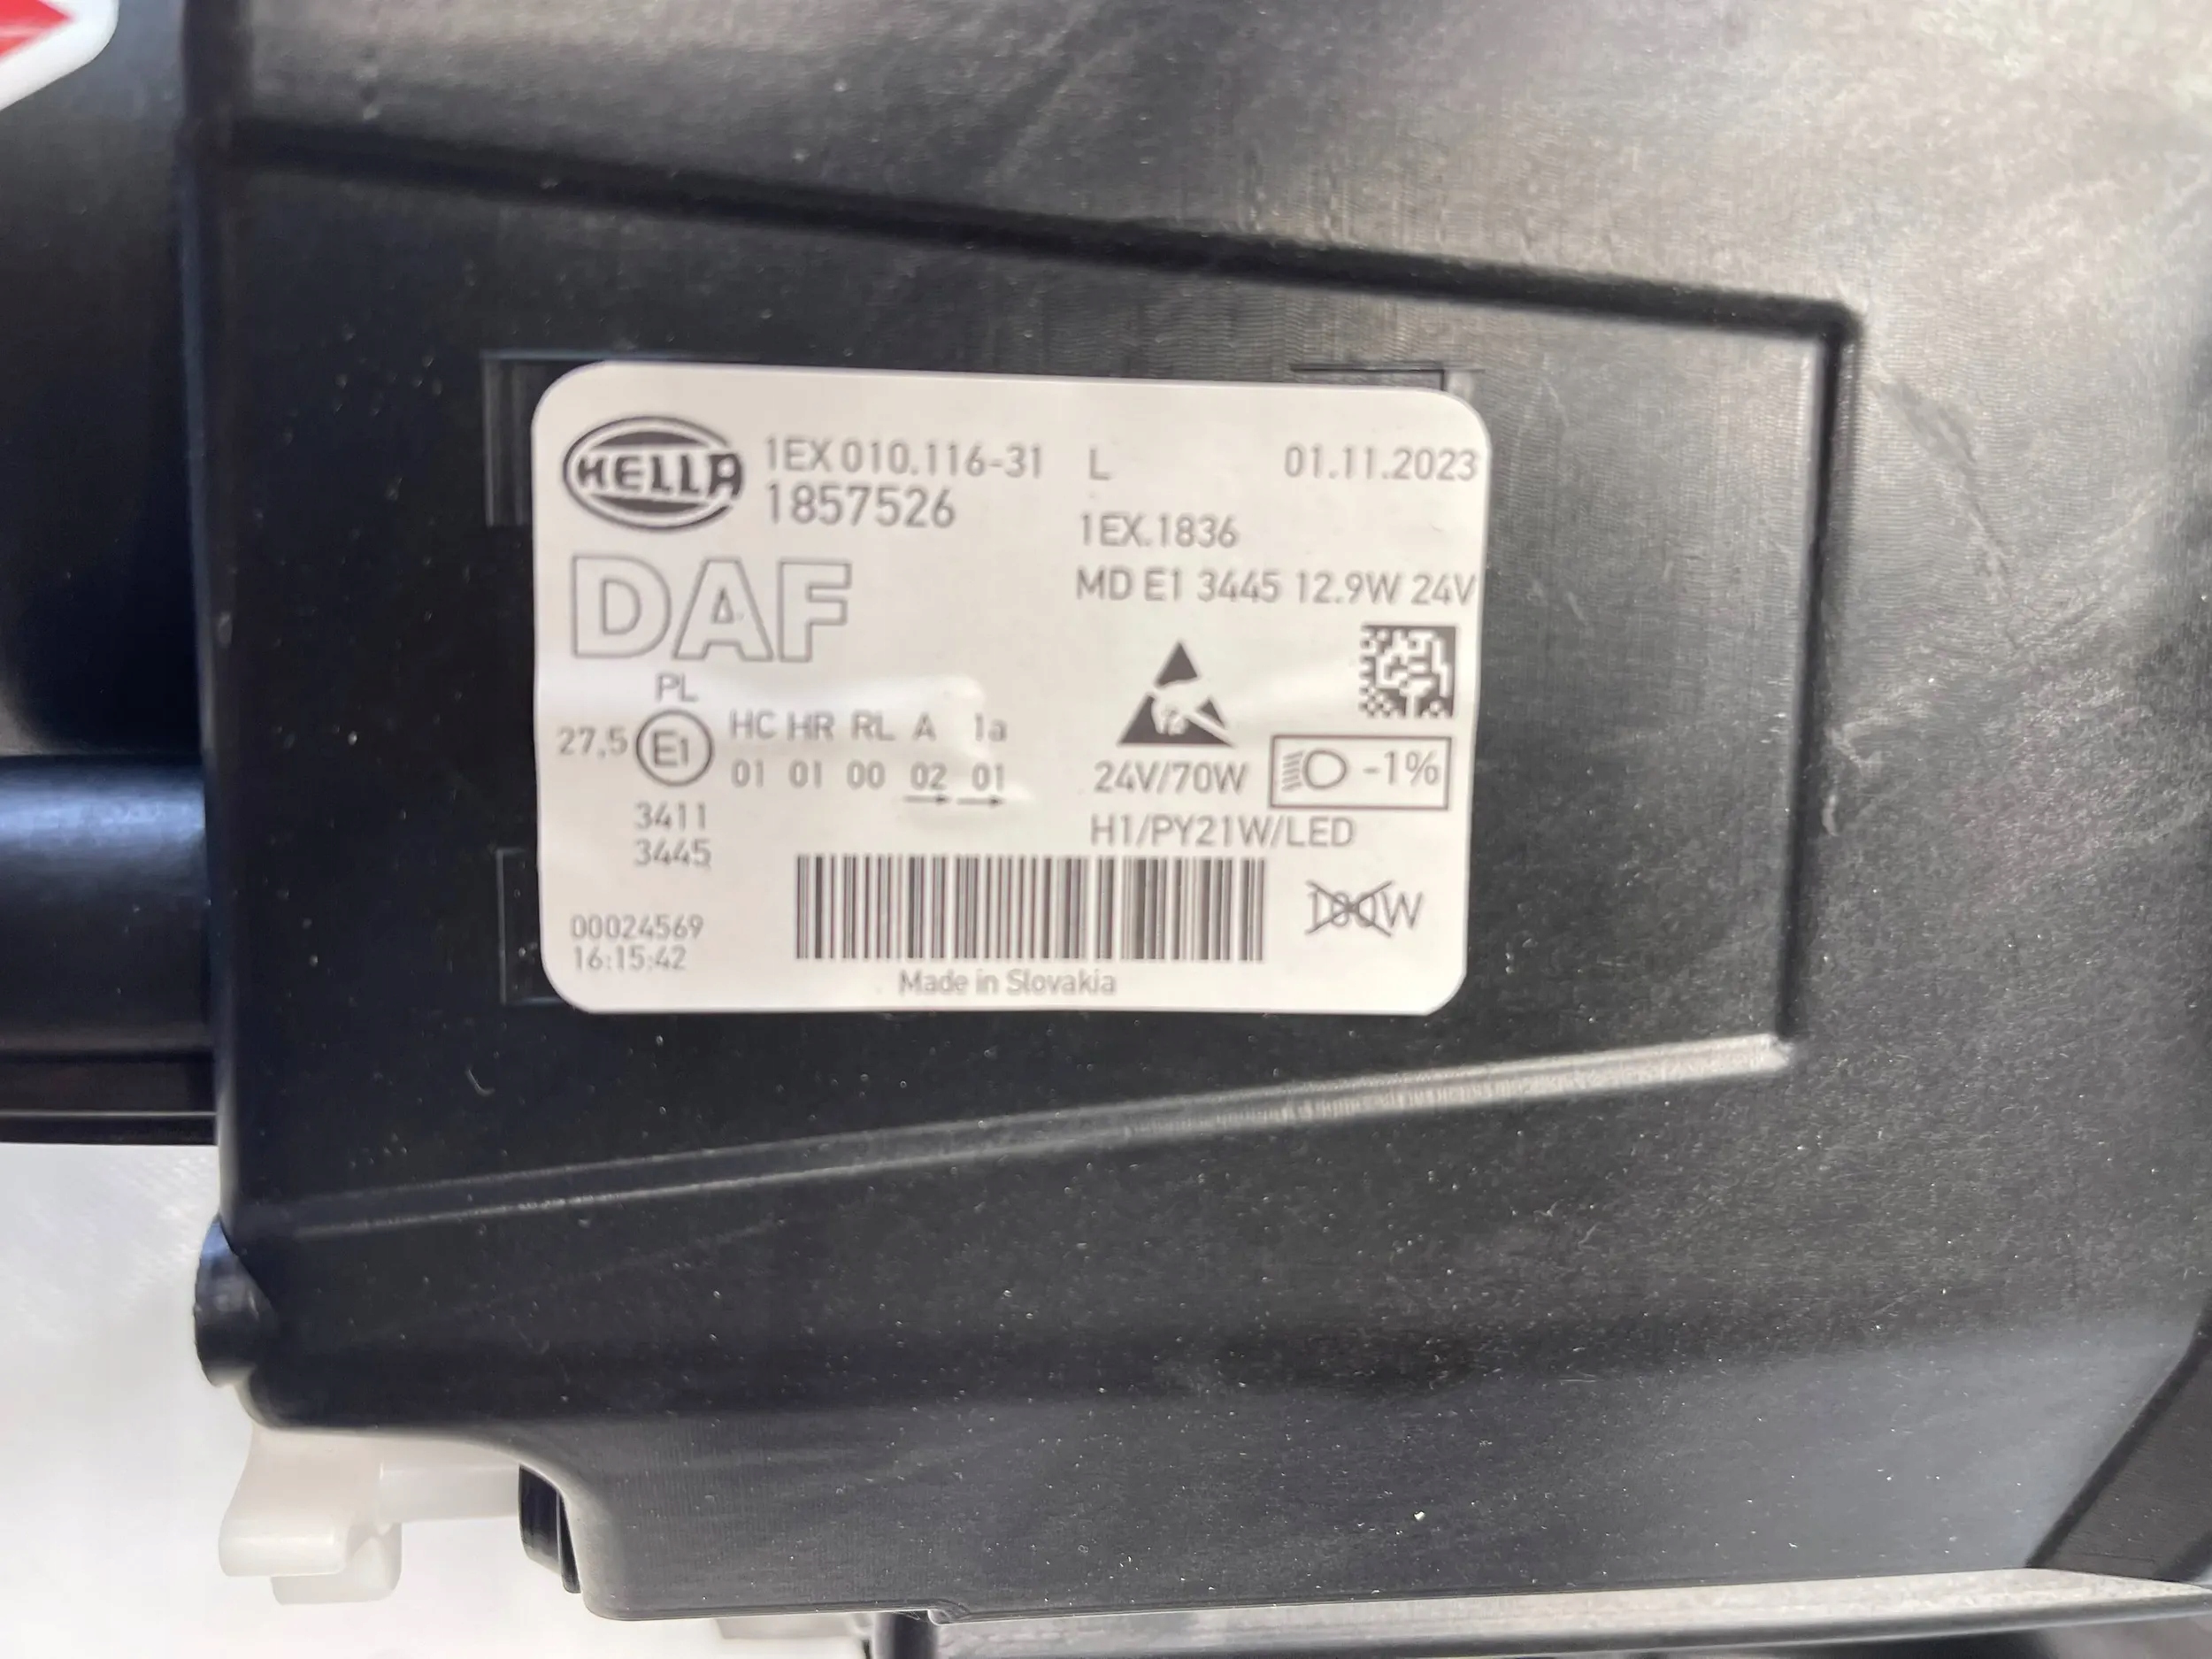 HELLA 1EX 010.116-31 L 01.11.2023
1857526
1EX.1836
DAF
MD E1 3445 12.9W 24V
PL
27,5 E1 HC HR RL A 1a
01 01 00 02 01
3411
3445
24V/70W -1%
H1/PY21W/LED
100W
00024569
16:15:42
Made in Slovakia